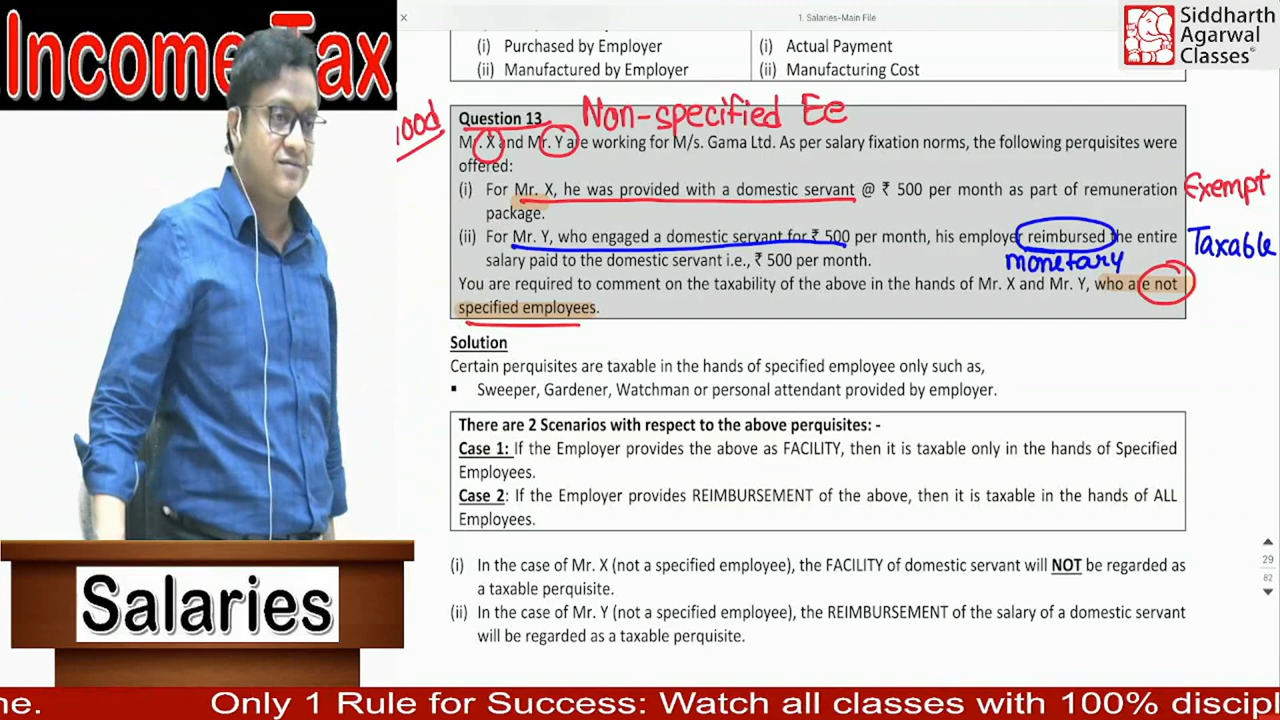 Income Tax
1. Salaries-Main File
Siddharth
Agarwal
Classes
(i) Purchased by Employer (i) Actual Payment
(ii) Manufactured by Employer (ii) Manufacturing Cost
Question 13 Non-specified Ee
Mr. X and Mr. Y are working for M/s. Gama Ltd. As per salary fixation norms, the following perquisites were
offered:
(i) For Mr. X, he was provided with a domestic servant @ ₹ 500 per month as part of remuneration Exempt
package.
(ii) For Mr. Y, who engaged a domestic servant for ₹ 500 per month, his employer reimbursed the entire Taxable
salary paid to the domestic servant i.e., ₹ 500 per month. monetary
You are required to comment on the taxability of the above in the hands of Mr. X and Mr. Y, who are not
specified employees.
Solution
Certain perquisites are taxable in the hands of specified employee only such as,
▪ Sweeper, Gardener, Watchman or personal attendant provided by employer.
There are 2 Scenarios with respect to the above perquisites: -
Case 1: If the Employer provides the above as FACILITY, then it is taxable only in the hands of Specified
Employees.
Case 2: If the Employer provides REIMBURSEMENT of the above, then it is taxable in the hands of ALL
Employees.
(i) In the case of Mr. X (not a specified employee), the FACILITY of domestic servant will NOT be regarded as
a taxable perquisite.
(ii) In the case of Mr. Y (not a specified employee), the REIMBURSEMENT of the salary of a domestic servant
will be regarded as a taxable perquisite.
29
82
Salaries
ne. Only 1 Rule for Success: Watch all classes with 100% discipl